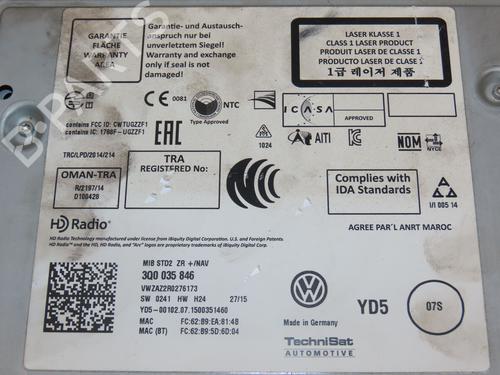 GARANTIE
FLÄCHE
WARRANTY
AREA
Garantie- und Austausch-
anspruch nur bei
unverletztem Siegel!
Warranty and exchange
only if seal is not
damaged!
LASER KLASSE 1
CLASS 1 LASER PRODUCT
PRODUIT LASER DE CLASSE 1
PRODUCTO LASER DE CLASE 1
1급 레이저 제품
contains FCC ID: CWTUGZZF1
contains IC: 1788F-UGZZF1
CE 0081
NTC
Type Approved
ICASA
APPROVED
TRC/LPD/2014/214
EAC
1024
AITI
NOM
NYCE
OMAN-TRA
R/2197/14
D100428
TRA
REGISTERED No:
Complies with
IDA Standards
I/I 005 14
HD Radio
AGREE PAR´L ANRT MAROC
HD Radio Technology manufactured under license from iBiquity Digital Corporation. U.S. and
Foreign Patents. HD Radio™ and the HD, HD Radio, and "Arc" logos are proprietary trademarks of iBiquity Digital Corp.
MIB STD2 ZR +/NAV
3Q0 035 846
VWZAZ2R0276173
SW 0241 HW H24 27/15
YD5-00102.07.1500351460
MAC FC:62:B9:EA:81:4B
MAC (BT) FC:62:B9:5D:6D:04
Made in Germany
YD5
07S
TechniSat
AUTOMOTIVE
B-PARTS